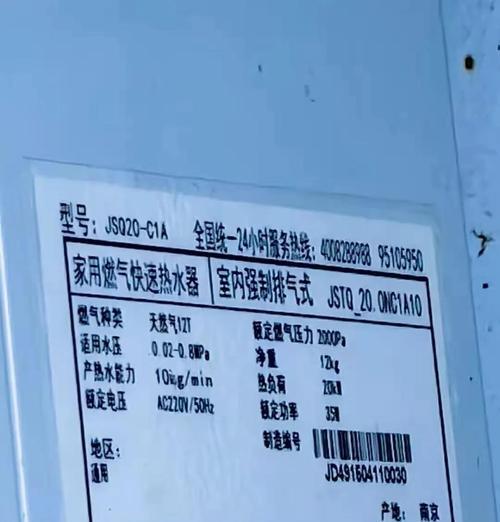 型号: JSQ20-C1A 全国统一24小时服务热线: 4008288988 95105950
家用燃气快速热水器 室内强制排气式 JSTQ_20.0NC1A10
燃气种类 天然气12T 额定燃气压力 2000Pa
适用水压 0.02-0.8MPa 净重 12kg
产热水能力 10kg/min 热负荷 20kW
额定电压 AC220V/50Hz 额定功率 35W
制造编号
地区:
通用
JD491504110030
产地: 南京